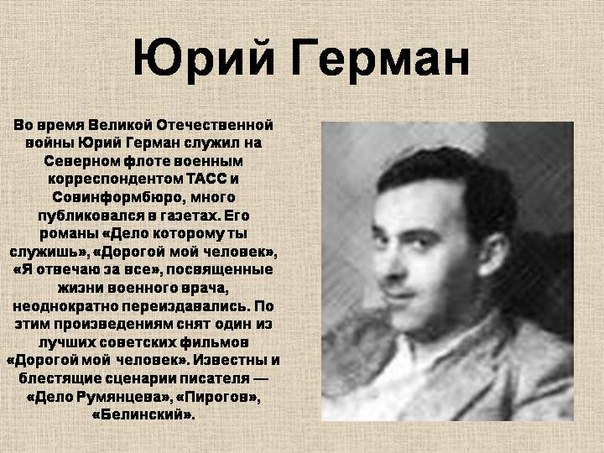 Юрий Герман
Во время Великой Отечественной
войны Юрий Герман служил на
Северном флоте военным
корреспондентом ТАСС и
Совинформбюро, много
публиковался в газетах. Его
романы «Дело которому ты
служишь», «Дорогой мой человек»,
«Я отвечаю за все», посвященные
жизни военного врача,
неоднократно переиздавались. По
этим произведениям снят один из
лучших советских фильмов
«Дорогой мой человек». Известны и
блестящие сценарии писателя —
«Дело Румянцева», «Пирогов»,
«Белинский».